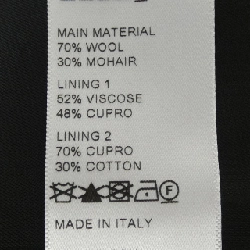 MAIN MATERIAL
70% WOOL
30% MOHAIR
LINING 1
52% VISCOSE
48% CUPRO
LINING 2
70% CUPRO
30% COTTON
F
MADE IN ITALY